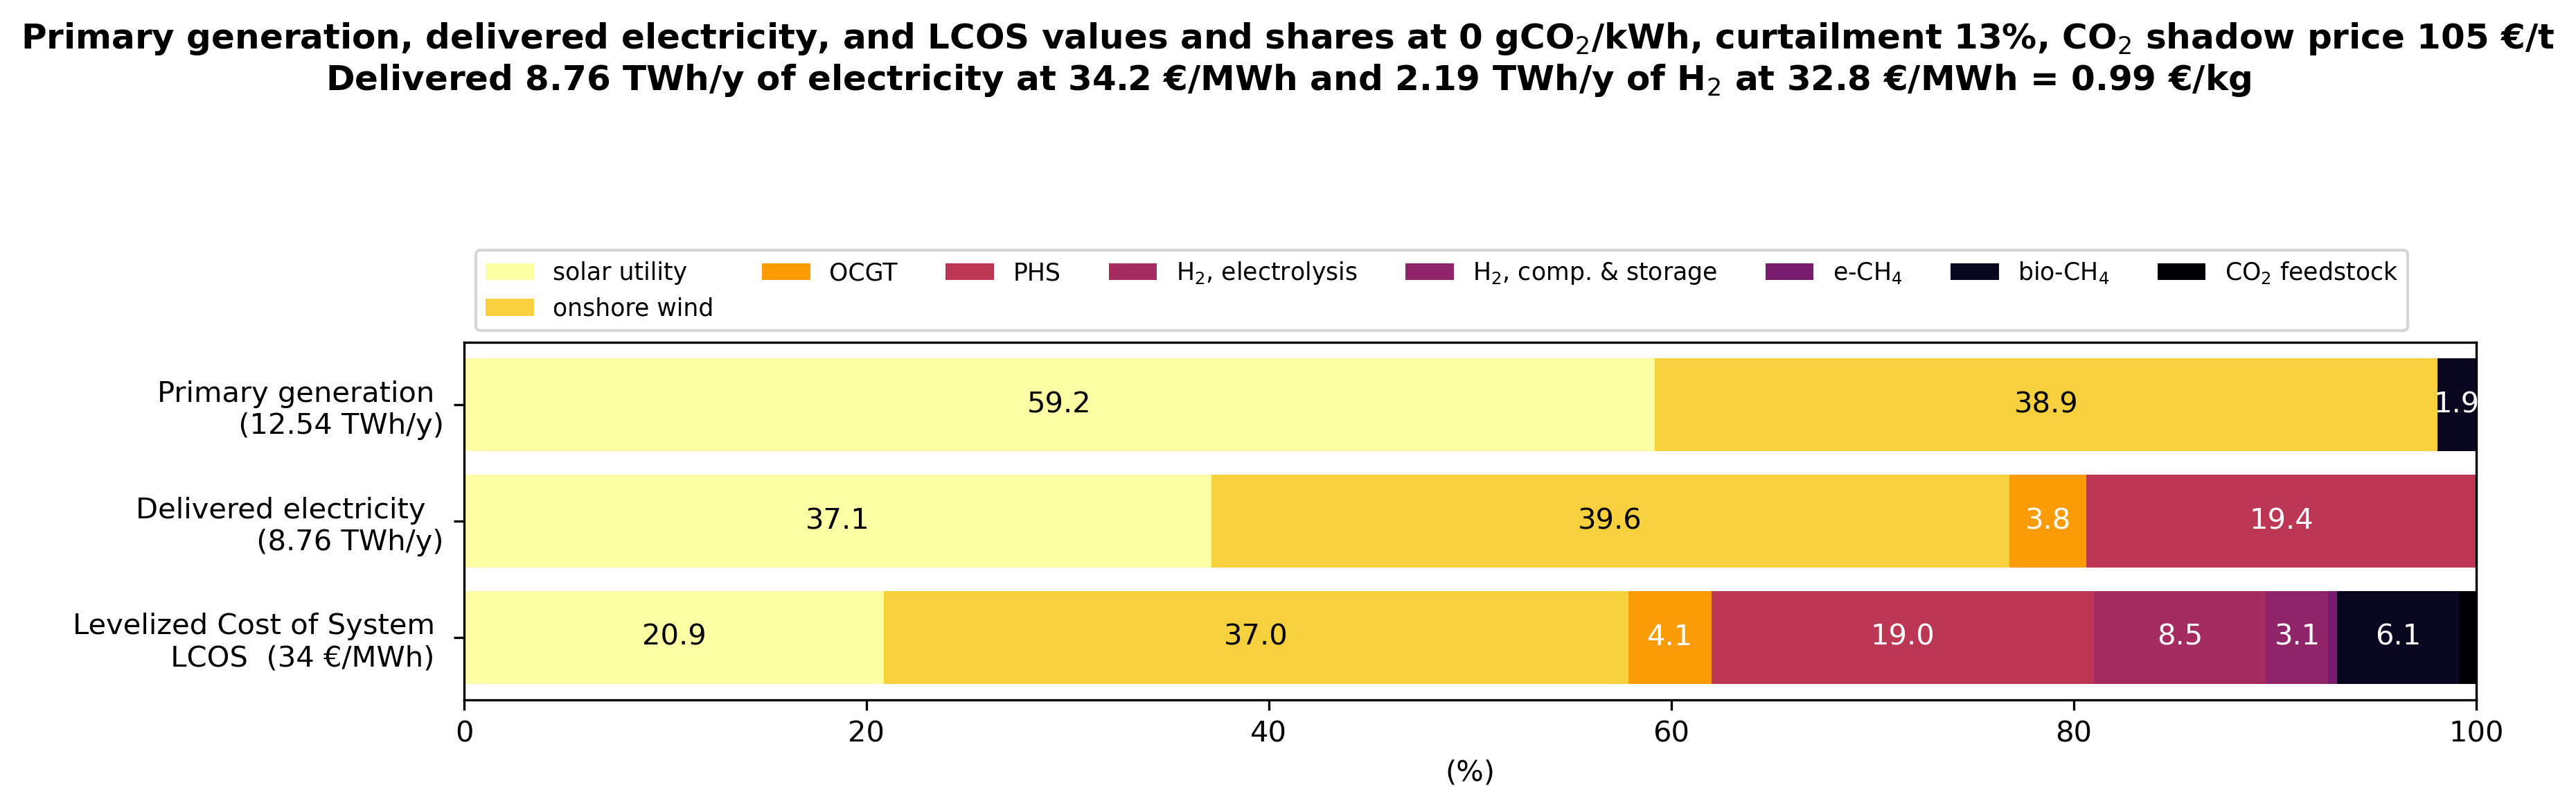 Primary generation, delivered electricity, and LCOS values and shares at 0 gCO₂/kWh, curtailment 13%, CO₂ shadow price 105 €/t
Delivered 8.76 TWh/y of electricity at 34.2 €/MWh and 2.19 TWh/y of H₂ at 32.8 €/MWh = 0.99 €/kg
solar utility OCGT PHS H₂, electrolysis H₂, comp. & storage e-CH₄ bio-CH₄ CO₂ feedstock
onshore wind
Primary generation
(12.54 TWh/y)
59.2 38.9 1.9
Delivered electricity
(8.76 TWh/y)
37.1 39.6 3.8 19.4
Levelized Cost of System
LCOS (34 €/MWh)
20.9 37.0 4.1 19.0 8.5 3.1 6.1
0 20 40 60 80 100
(%)